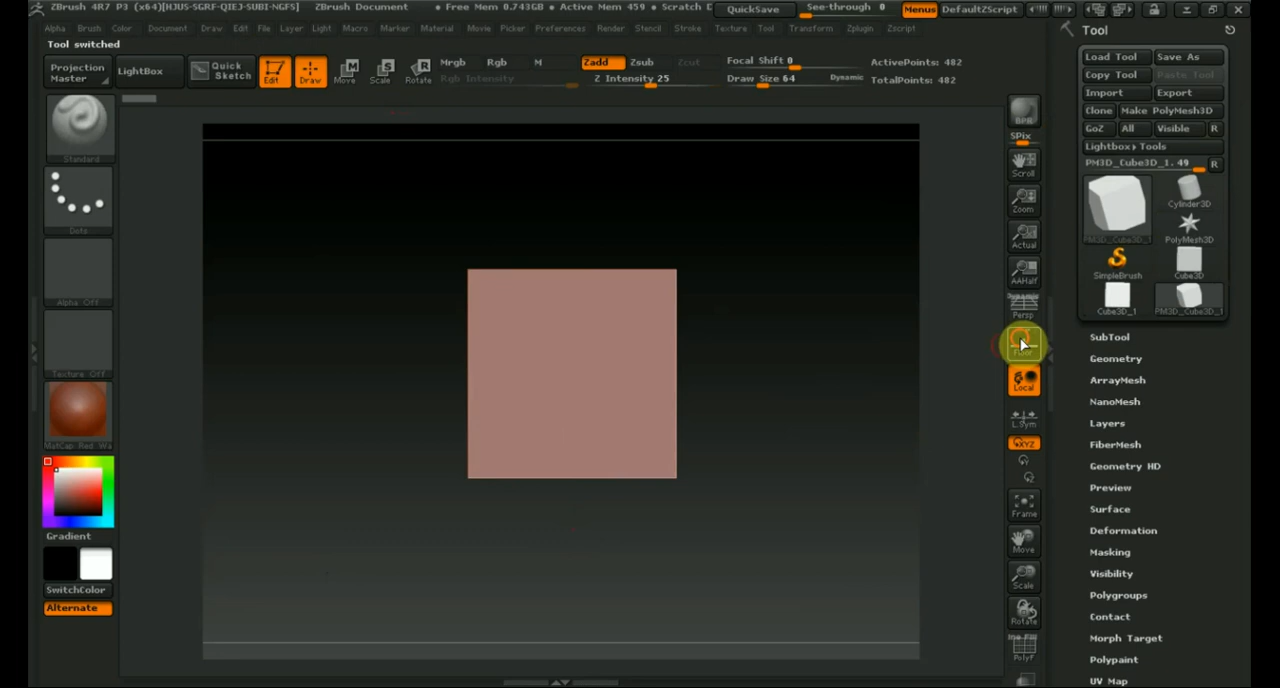 ZBrush 4R7 P3 (x64)[HJUS-SGRF-QIEJ-SUBI-NGFS] ZBrush Document • Free Mem 0.743GB • Active Mem 459 • Scratch D QuickSave See-through 0 Menus DefaultZScript
Alpha Brush Color Document Draw Edit File Layer Light Macro Marker Material Movie Picker Preferences Render Stencil Stroke Texture Tool Transform Zplugin Zscript
Tool switched
Projection
Master
LightBox
Quick
Sketch
Edit
Draw
Move
Scale
Rotate
Mrgb Rgb M
Rgb Intensity
Zadd Zsub Zcut
Z Intensity 25
Focal Shift 0
Draw Size 64 Dynamic
ActivePoints: 482
TotalPoints: 482
Standard
Dots
Alpha Off
Texture Off
MatCap Red Wa
Gradient
SwitchColor
Alternate
BPR
SPix
Scroll
Zoom
Actual
AAHalf
Dynamic
Persp
Floor
Local
L.Sym
XYZ
Frame
Move
Scale
Rotate
Line Fill
PolyF
Tool
Load Tool Save As
Copy Tool Paste Tool
Import Export
Clone Make PolyMesh3D
GoZ All Visible R
Lightbox▸Tools
PM3D_Cube3D_1. 49 R
PM3D_Cube3D_1
Cylinder3D
PolyMesh3D
SimpleBrush
Cube3D
Cube3D_1
PM3D_Cube3D_1
SubTool
Geometry
ArrayMesh
NanoMesh
Layers
FiberMesh
Geometry HD
Preview
Surface
Deformation
Masking
Visibility
Polygroups
Contact
Morph Target
Polypaint
UV Map